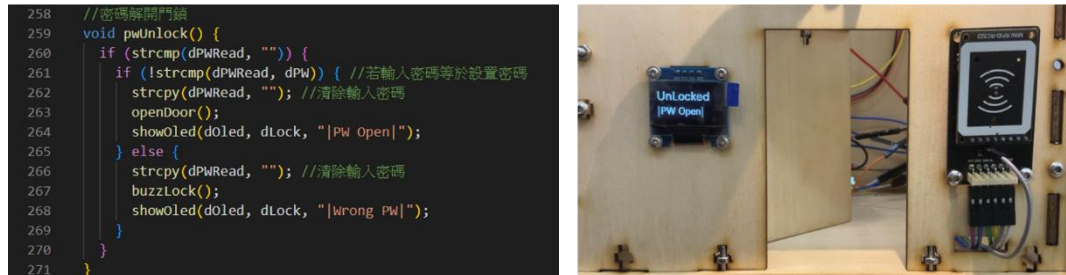 258 //密碼解開門鎖
259 void pwUnlock() {
260 if (strcmp(dPWRead, "")) {
261 if (!strcmp(dPWRead, dPW)) { //若輸入密碼等於設置密碼
262 strcpy(dPWRead, ""); //清除輸入密碼
263 openDoor();
264 showOled(dOled, dLock, "|PW Open|");
265 } else {
266 strcpy(dPWRead, ""); //清除輸入密碼
267 buzzLock();
268 showOled(dOled, dLock, "|Wrong PW|");
269 }
270 }
271 }
UnLocked
|PW Open|